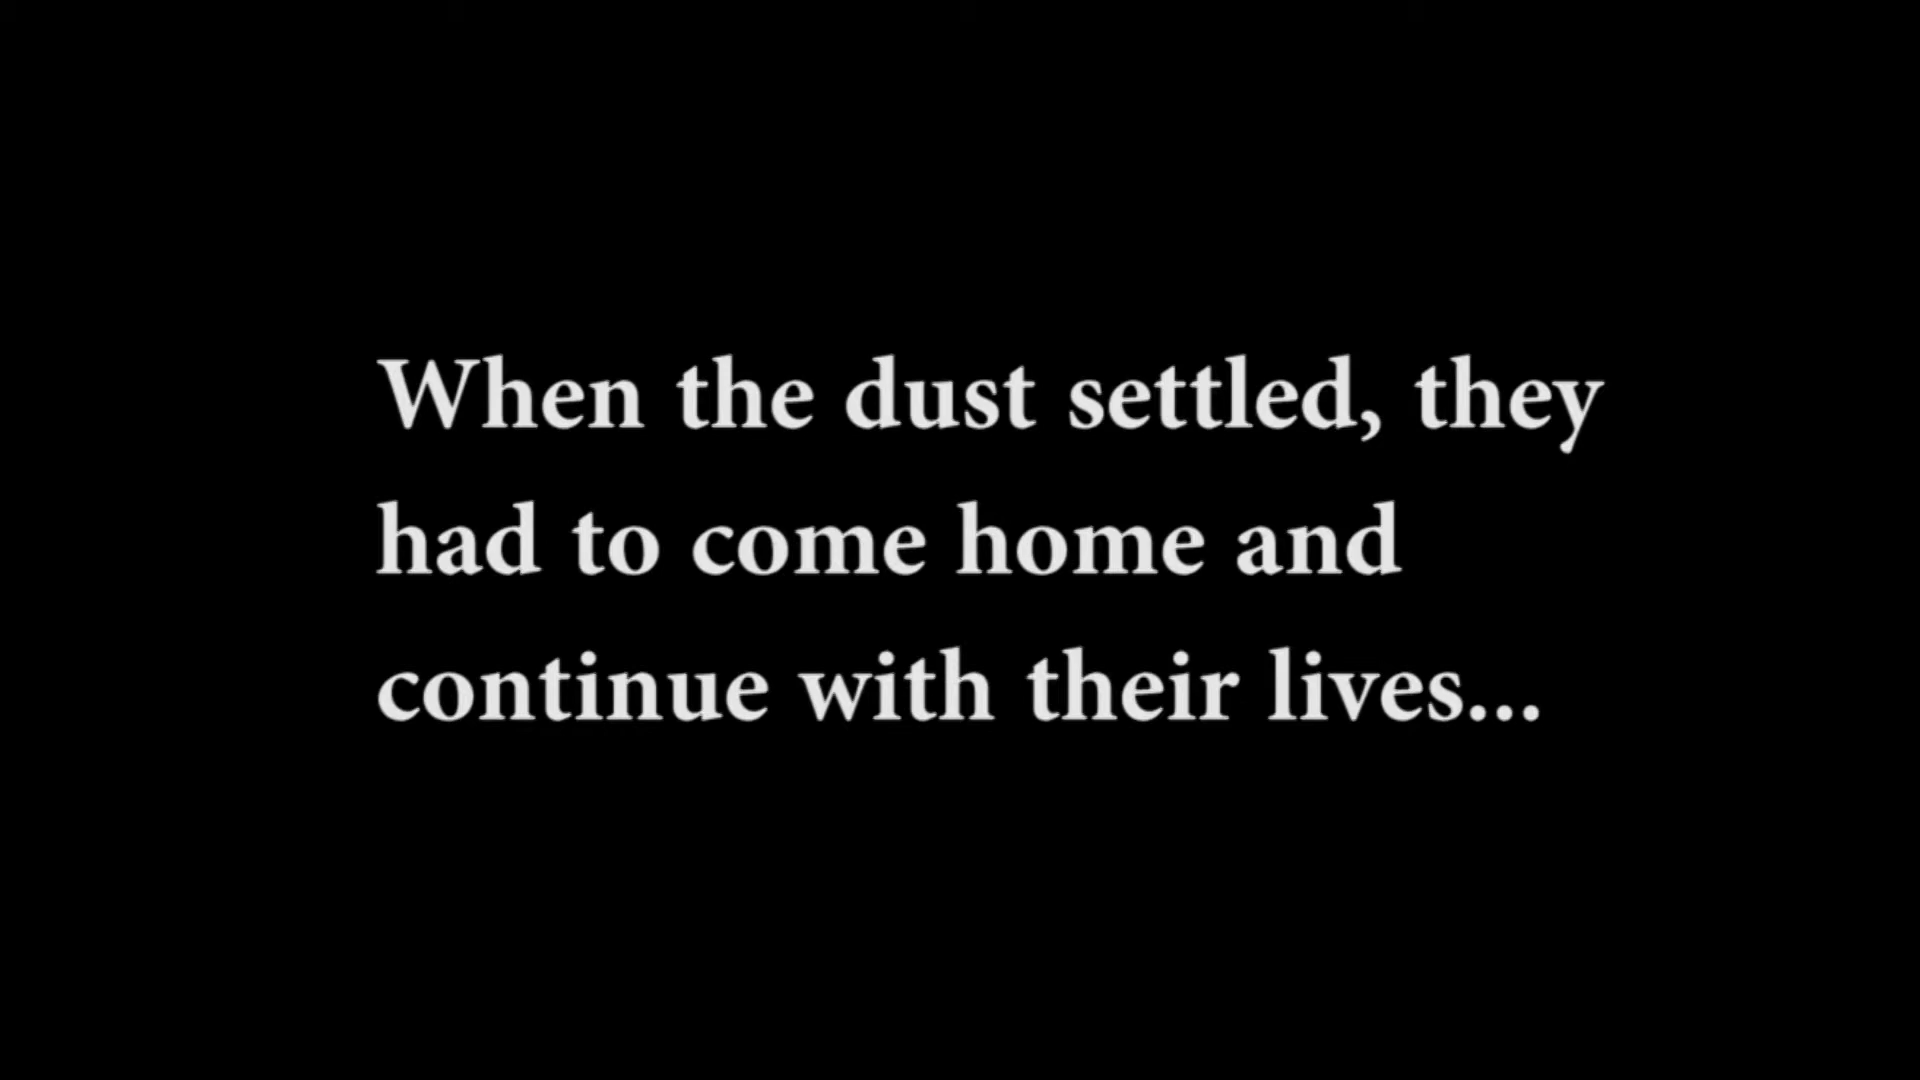 When the dust settled, they
had to come home and
continue with their lives...